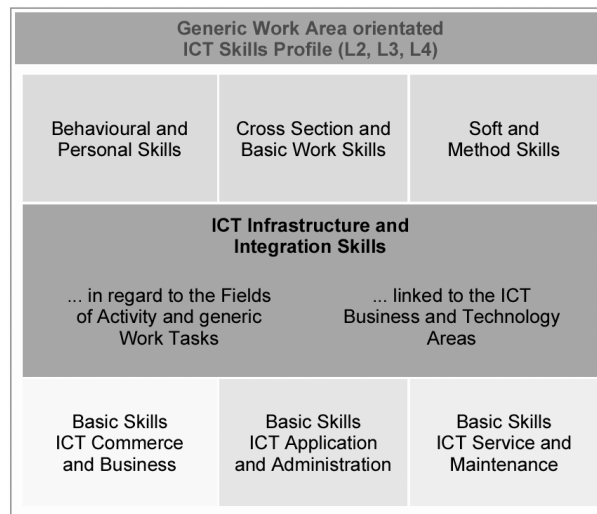 Generic Work Area orientated
ICT Skills Profile (L2, L3, L4)
Behavioural and
Personal Skills
Cross Section and
Basic Work Skills
Soft and
Method Skills
ICT Infrastructure and
Integration Skills
... in regard to the Fields
of Activity and generic
Work Tasks
... linked to the ICT
Business and Technology
Areas
Basic Skills
ICT Commerce
and Business
Basic Skills
ICT Application
and Administration
Basic Skills
ICT Service and
Maintenance